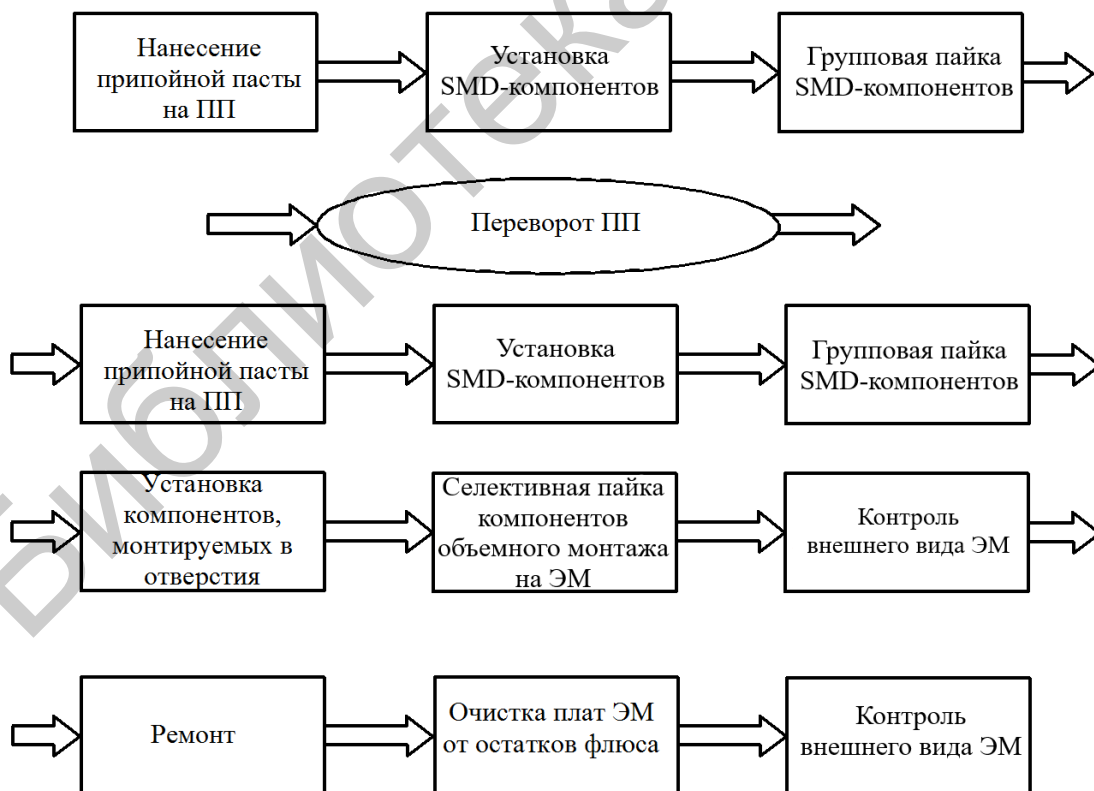 Нанесение
припойной пасты
на ПП
Установка
SMD-компонентов
Групповая пайка
SMD-компонентов
Переворот ПП
Нанесение
припойной пасты
на ПП
Установка
SMD-компонентов
Групповая пайка
SMD-компонентов
Установка
компонентов,
монтируемых в
отверстия
Селективная пайка
компонентов
объемного монтажа
на ЭМ
Контроль
внешнего вида ЭМ
Ремонт
Очистка плат ЭМ
от остатков флюса
Контроль
внешнего вида ЭМ
Библиотека